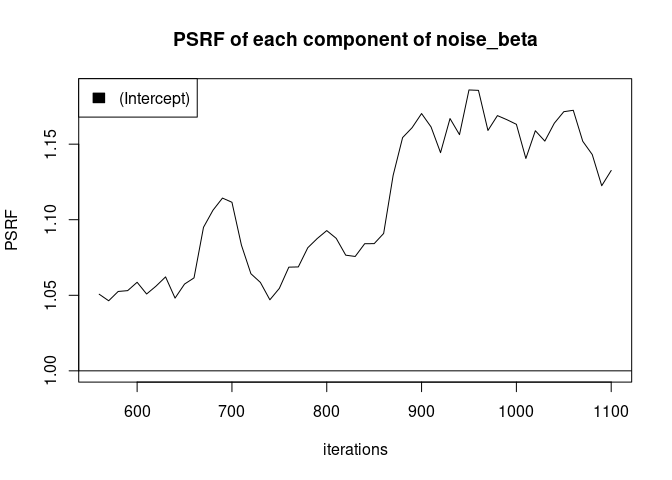 PSRF of each component of noise_beta
(Intercept)
PSRF
1.15
1.10
1.05
1.00
600 700 800 900 1000 1100
iterations